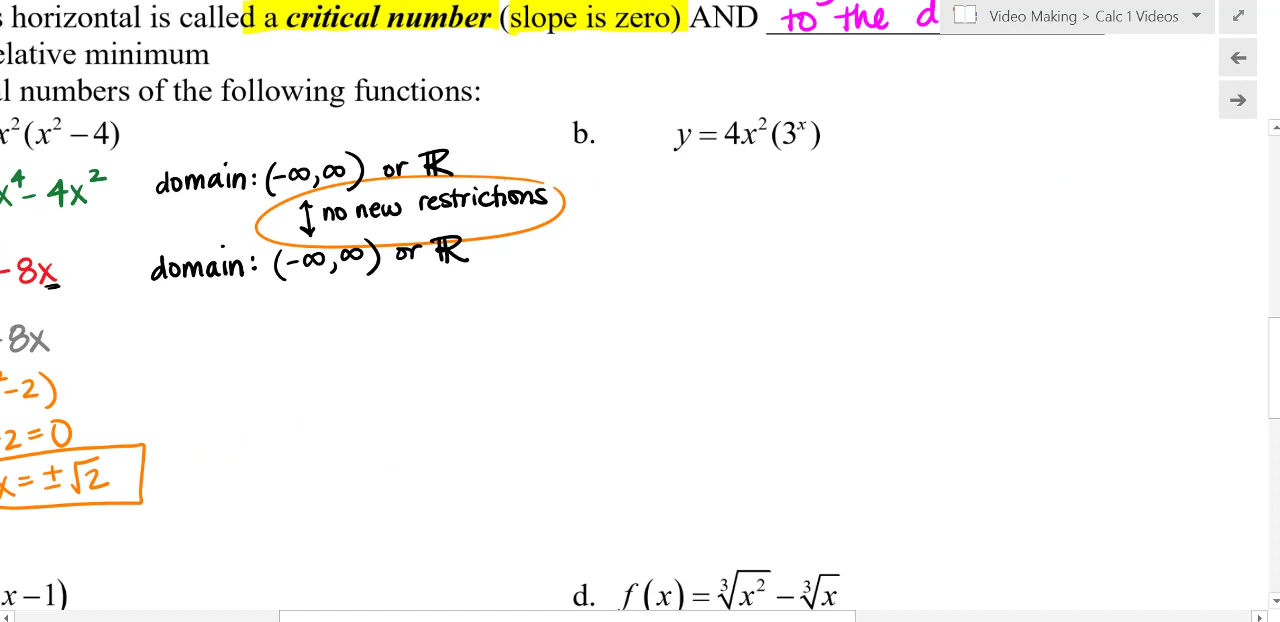 horizontal is called a critical number (slope is zero) AND to the d
Video Making > Calc 1 Videos
elative minimum
l numbers of the following functions:
x²(x² – 4)
b. y = 4x²(3ˣ)
x⁴ - 4x² domain: (-∞,∞) or ℝ
↕ no new restrictions
- 8x domain: (-∞,∞) or ℝ
- 8x
-2)
2 = 0
x = ±√2
x – 1)
d. f(x) = ∛x² – ∛x